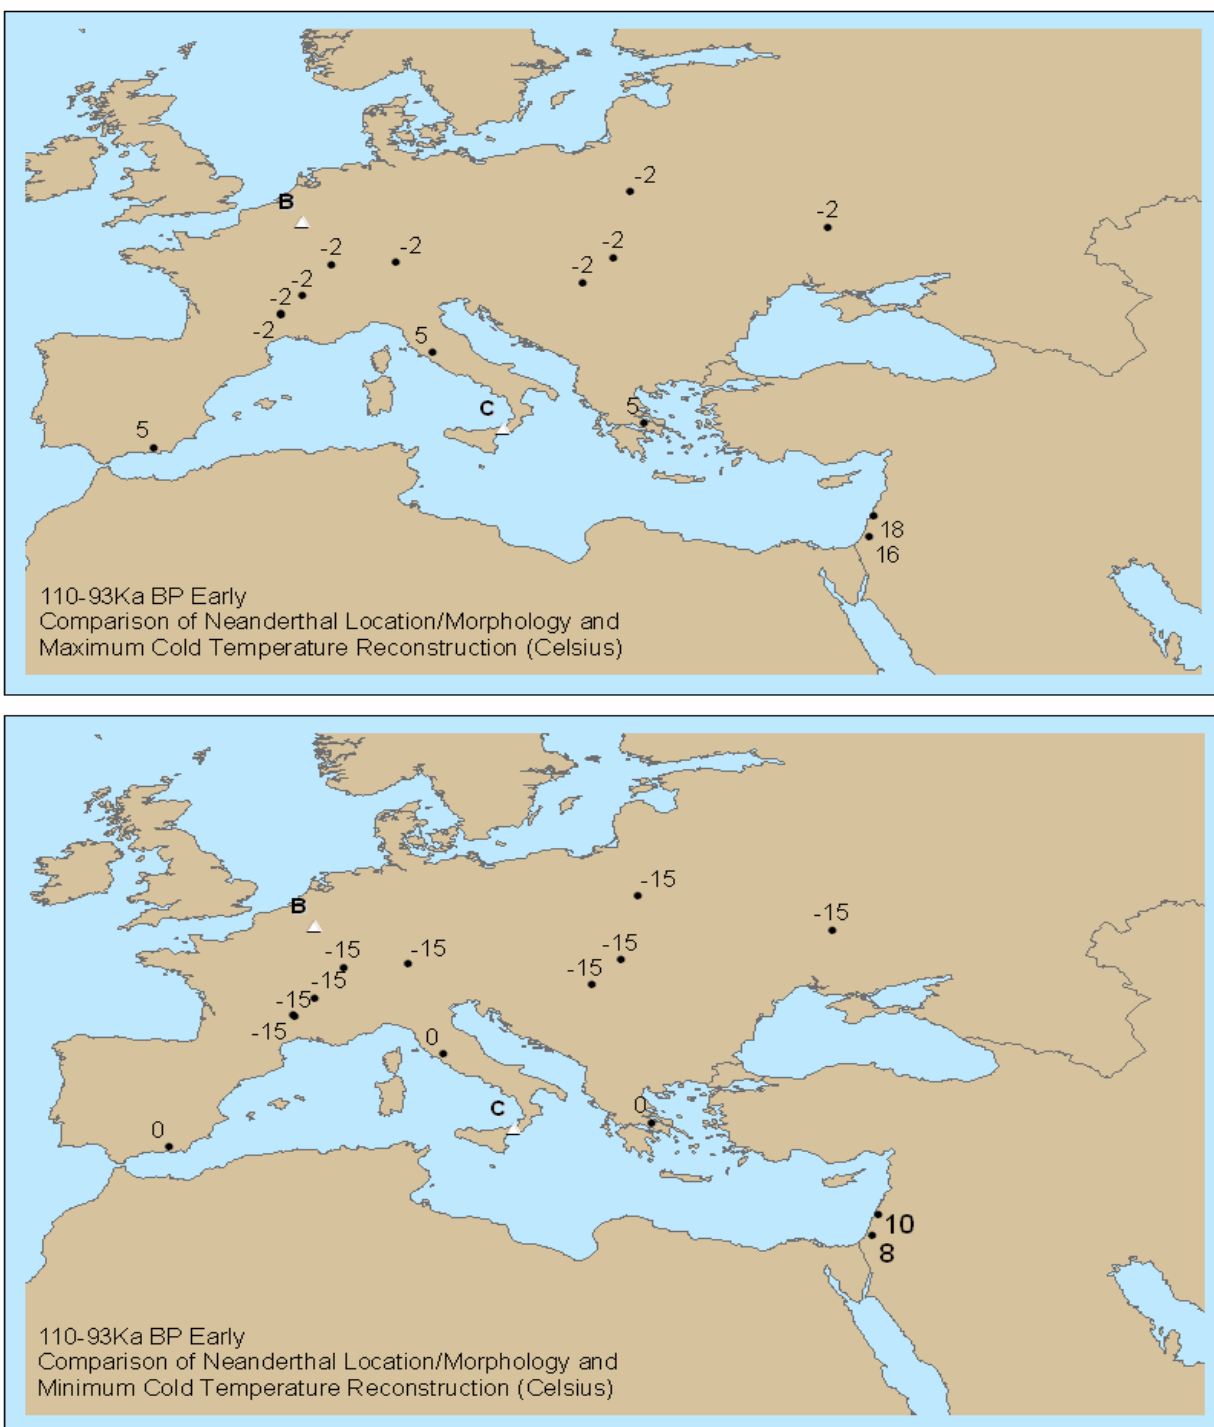 B
-2
-2
-2
-2
-2
-2
-2
-2
-2
5
5
C
5
18
16
110-93Ka BP Early
Comparison of Neanderthal Location/Morphology and
Maximum Cold Temperature Reconstruction (Celsius)
B
-15
-15
-15
-15
-15
-15
-15
-15
-15
0
0
C
0
10
8
110-93Ka BP Early
Comparison of Neanderthal Location/Morphology and
Minimum Cold Temperature Reconstruction (Celsius)